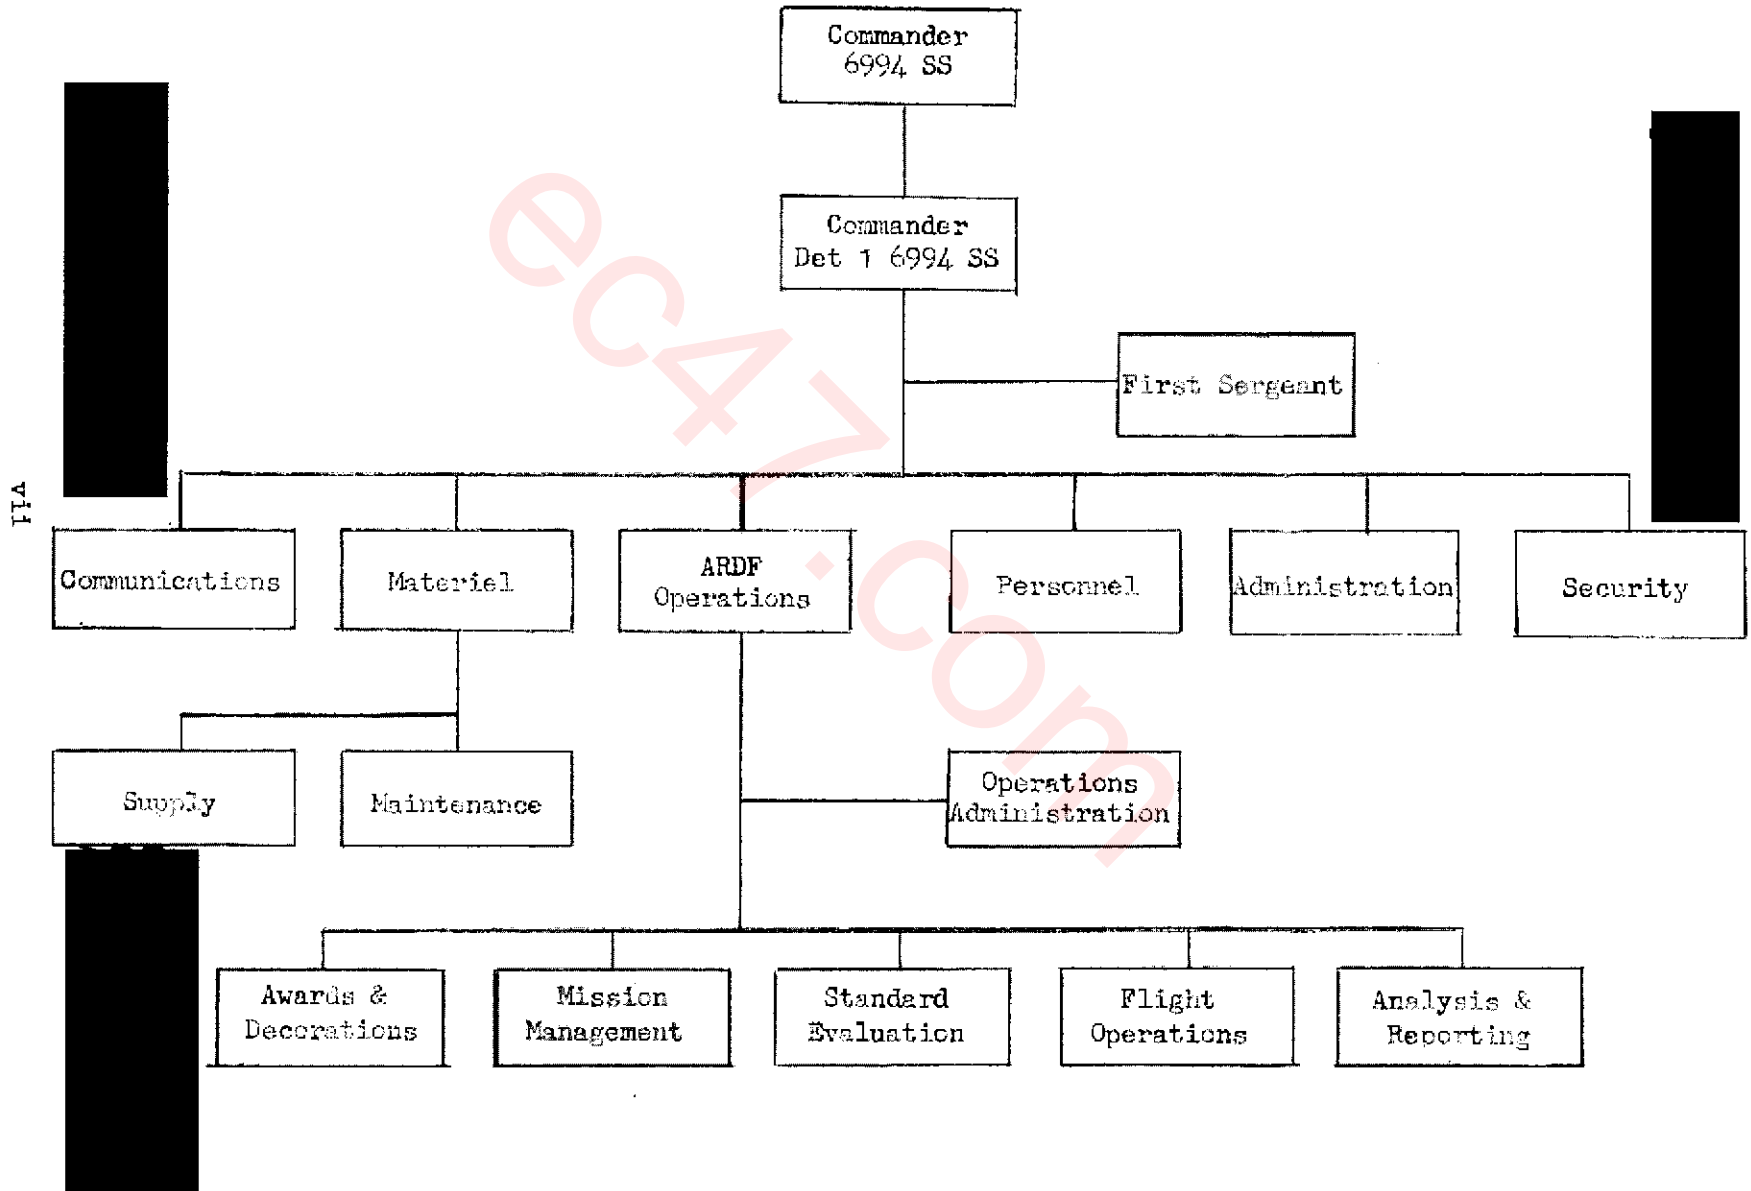 Commander
6994 SS
Commander
Det 1 6994 SS
First Sergeant
vii
Communications
Materiel
ARDF
Operations
Personnel
Administration
Security
Supply
Maintenance
Operations
Administration
Awards &
Decorations
Mission
Management
Standard
Evaluation
Flight
Operations
Analysis &
Reporting
ec47.com